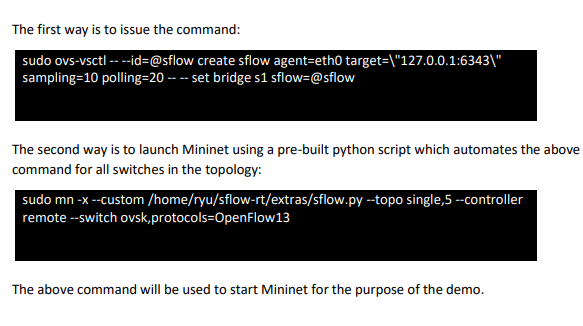 The first way is to issue the command:
sudo ovs-vsctl -- --id=@sflow create sflow agent=eth0 target=\"127.0.0.1:6343\"
sampling=10 polling=20 -- -- set bridge s1 sflow=@sflow
The second way is to launch Mininet using a pre-built python script which automates the above
command for all switches in the topology:
sudo mn -x --custom /home/ryu/sflow-rt/extras/sflow.py --topo single,5 --controller
remote --switch ovsk,protocols=OpenFlow13
The above command will be used to start Mininet for the purpose of the demo.